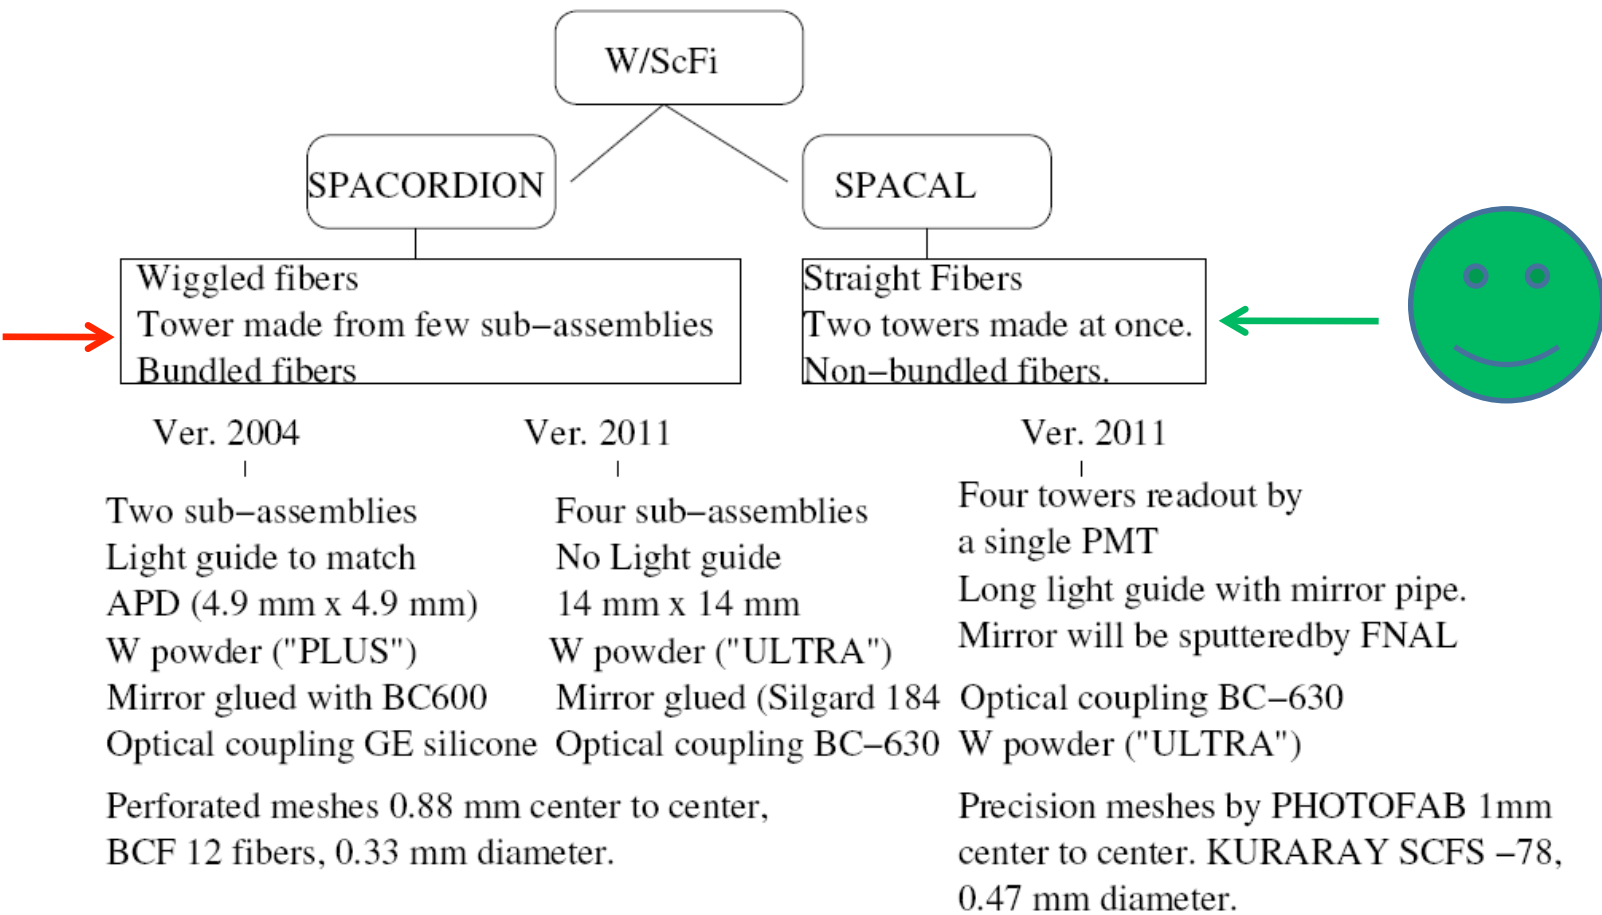 W/ScFi
SPACORDION
SPACAL
Wiggled fibers
Tower made from few sub−assemblies
Bundled fibers
Straight Fibers
Two towers made at once.
Non−bundled fibers.
Ver. 2004
Two sub−assemblies
Light guide to match
APD (4.9 mm x 4.9 mm)
W powder ("PLUS")
Mirror glued with BC600
Optical coupling GE silicone
Ver. 2011
Four sub−assemblies
No Light guide
14 mm x 14 mm
W powder ("ULTRA")
Mirror glued (Silgard 184
Optical coupling BC−630
Perforated meshes 0.88 mm center to center,
BCF 12 fibers, 0.33 mm diameter.
Ver. 2011
Four towers readout by
a single PMT
Long light guide with mirror pipe.
Mirror will be sputteredby FNAL
Optical coupling BC−630
W powder ("ULTRA")
Precision meshes by PHOTOFAB 1mm
center to center. KURARAY SCFS −78,
0.47 mm diameter.